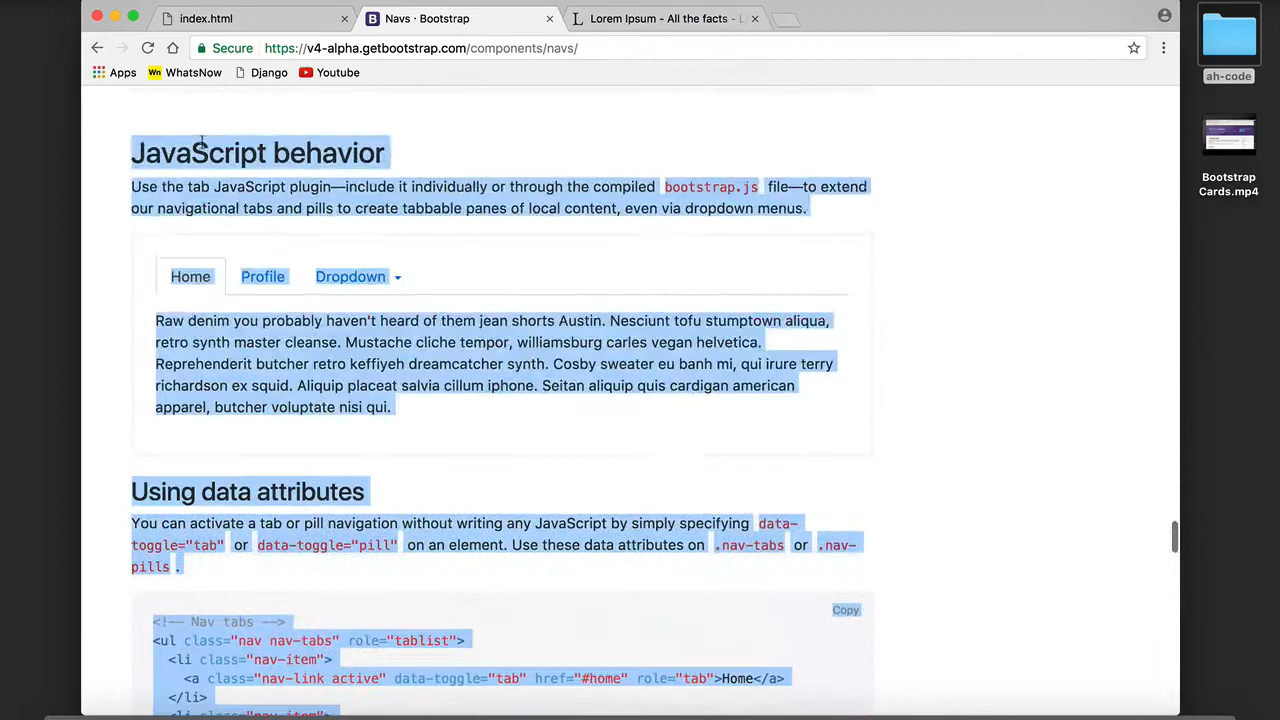 index.html
Navs · Bootstrap
Lorem Ipsum - All the facts - L
Secure https://v4-alpha.getbootstrap.com/components/navs/
Apps WhatsNow Django Youtube
ah-code
Bootstrap
Cards.mp4
JavaScript behavior
Use the tab JavaScript plugin—include it individually or through the compiled bootstrap.js file—to extend
our navigational tabs and pills to create tabbable panes of local content, even via dropdown menus.
Home Profile Dropdown
Raw denim you probably haven't heard of them jean shorts Austin. Nesciunt tofu stumptown aliqua,
retro synth master cleanse. Mustache cliche tempor, williamsburg carles vegan helvetica.
Reprehenderit butcher retro keffiyeh dreamcatcher synth. Cosby sweater eu banh mi, qui irure terry
richardson ex squid. Aliquip placeat salvia cillum iphone. Seitan aliquip quis cardigan american
apparel, butcher voluptate nisi qui.
Using data attributes
You can activate a tab or pill navigation without writing any JavaScript by simply specifying data-
toggle="tab" or data-toggle="pill" on an element. Use these data attributes on .nav-tabs or .nav-
pills .
Copy
<!-- Nav tabs -->
<ul class="nav nav-tabs" role="tablist">
<li class="nav-item">
<a class="nav-link active" data-toggle="tab" href="#home" role="tab">Home</a>
</li>
<li class="nav-item">